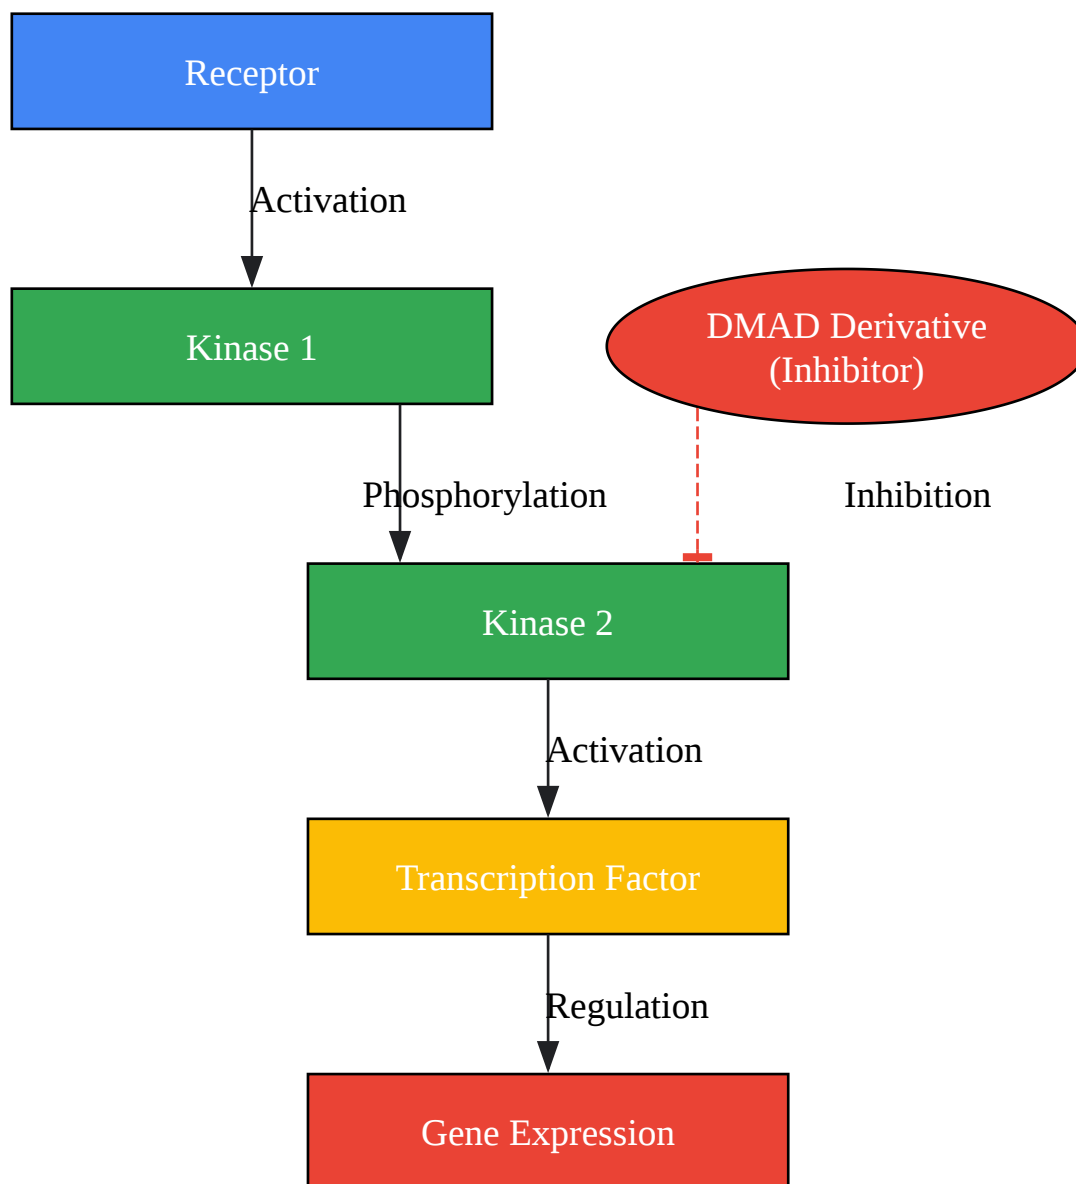 Receptor
Activation
Kinase 1
DMAD Derivative
(Inhibitor)
Phosphorylation
Inhibition
Kinase 2
Activation
Transcription Factor
Regulation
Gene Expression